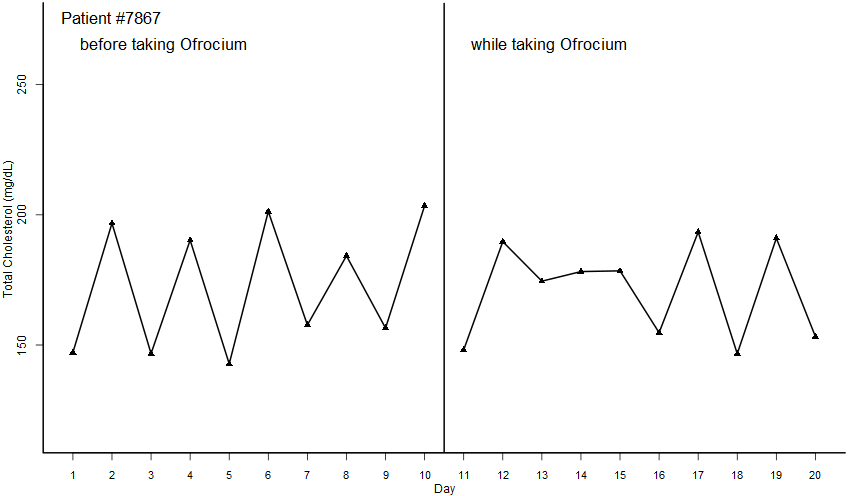 Patient #7867
before taking Ofrocium
while taking Ofrocium
Total Cholesterol (mg/dL)
250
200
150
1 2 3 4 5 6 7 8 9 10 11 12 13 14 15 16 17 18 19 20
Day